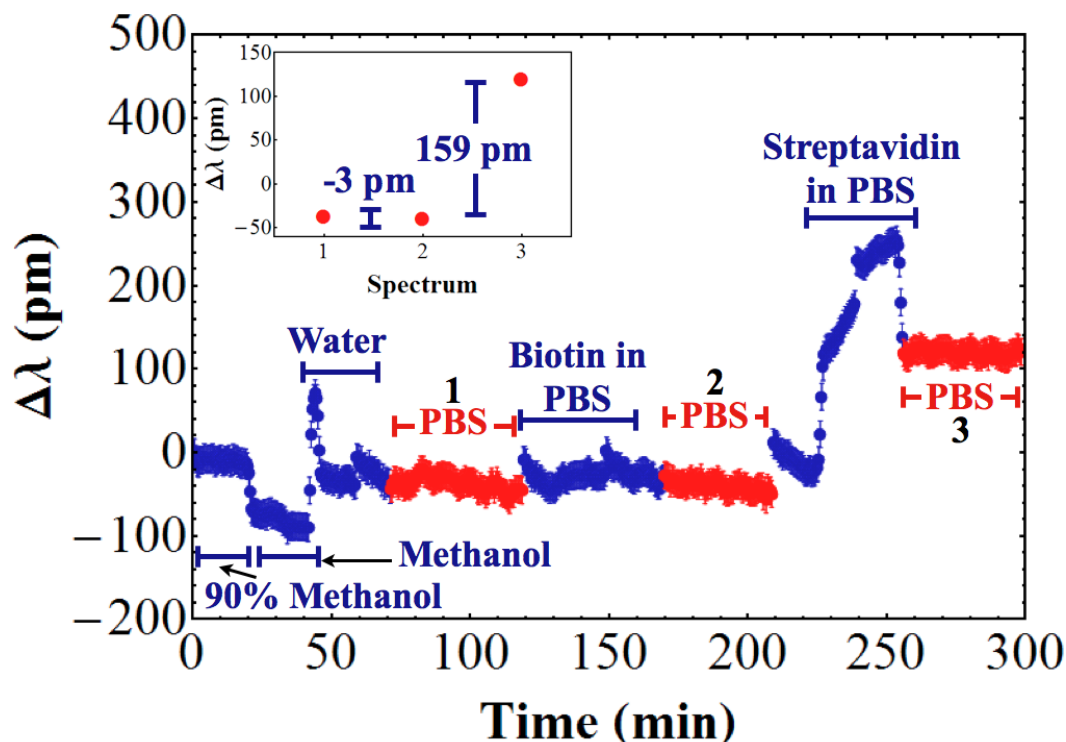 500
400
300
200
100
0
−100
−200
Δλ (pm)
150
100
50
0
−50
Δλ (pm)
159 pm
-3 pm
1
2
3
Spectrum
Streptavidin
in PBS
Water
Biotin in
PBS
1
PBS
2
PBS
PBS
3
Methanol
90% Methanol
0
50
100
150
200
250
300
Time (min)